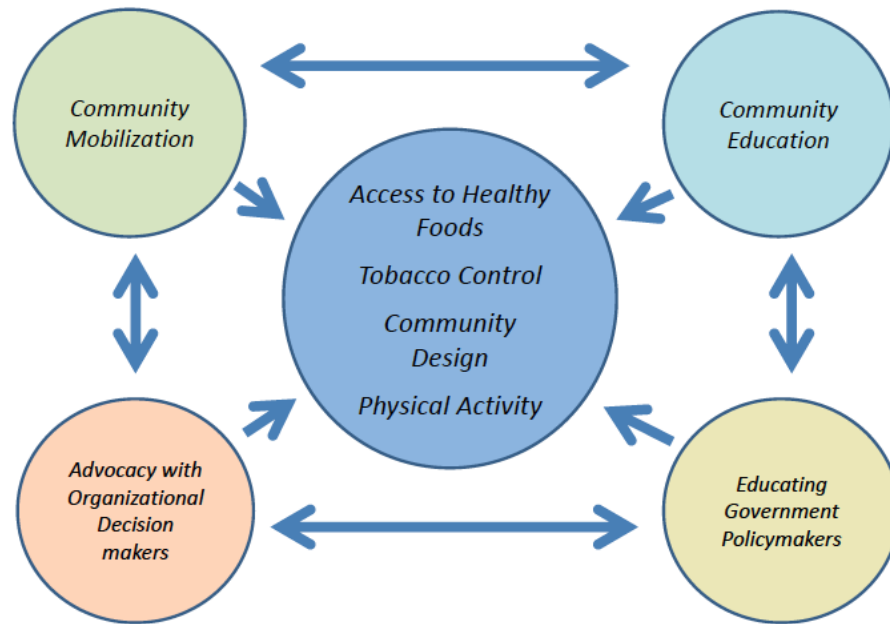 Community
Mobilization
Community
Education
Access to Healthy
Foods
Tobacco Control
Community
Design
Physical Activity
Advocacy with
Organizational
Decision
makers
Educating
Government
Policymakers